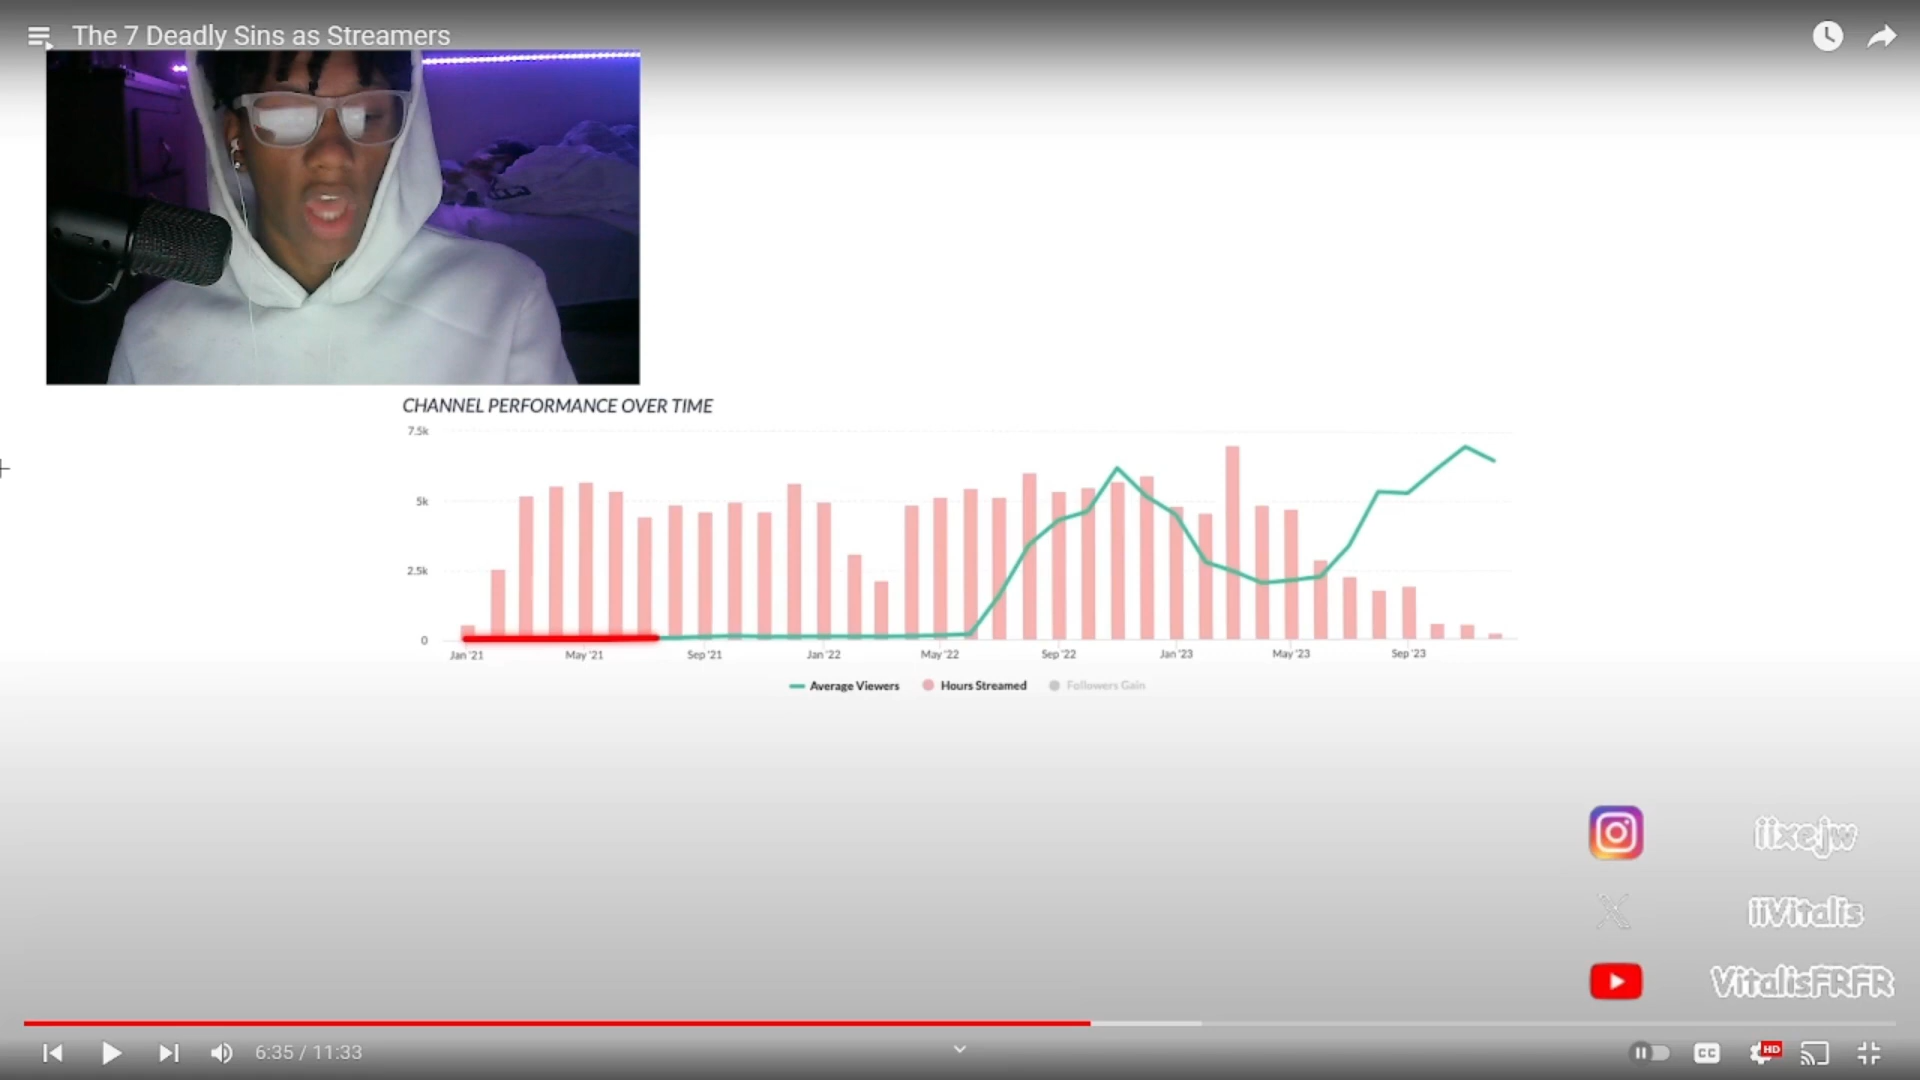 The 7 Deadly Sins as Streamers
CHANNEL PERFORMANCE OVER TIME
7.5k
5k
2.5k
0
Jan '21 May '21 Sep '21 Jan '22 May '22 Sep '22 Jan '23 May '23 Sep '23
Average Viewers Hours Streamed Followers Gain
iixejw
iiVitalis
VitalisFRFR
6:35 / 11:33
CC
HD